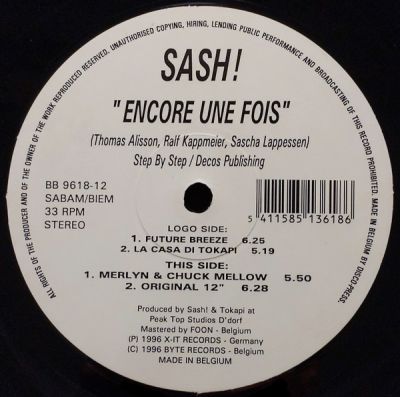 ALL RIGHTS OF THE PRODUCER AND OF THE OWNER OF THE WORK REPRODUCED RESERVED. UNAUTHORISED COPYING, HIRING, LENDING PUBLIC PERFORMANCE AND BROADCASTING OF THIS RECORD PROHIBITED. MADE IN BELGIUM BY DISCO-PRESS.
SASH!
"ENCORE UNE FOIS"
(Thomas Alisson, Ralf Kappmeier, Sascha Lappessen)
Step By Step / Decos Publishing
BB 9618-12
SABAM/BIEM
33 RPM
STEREO
5 411585 136186
LOGO SIDE:
1. FUTURE BREEZE 6.25
2. LA CASA DI TOKAPI 5.19
THIS SIDE:
1. MERLYN & CHUCK MELLOW 5.50
2. ORIGINAL 12" 6.28
Produced by Sash! & Tokapi at
Peak Top Studios D'dorf
Mastered by FOON - Belgium
(P) 1996 X-IT RECORDS - Germany
(C) 1996 BYTE RECORDS - Belgium
MADE IN BELGIUM